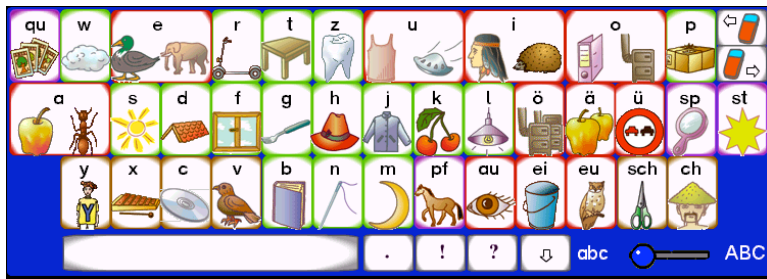 qu w e r t z u i o p
a s d f g h j k l ö ä ü sp st
y x c v b n m pf au ei eu sch ch
. ! ? abc ABC